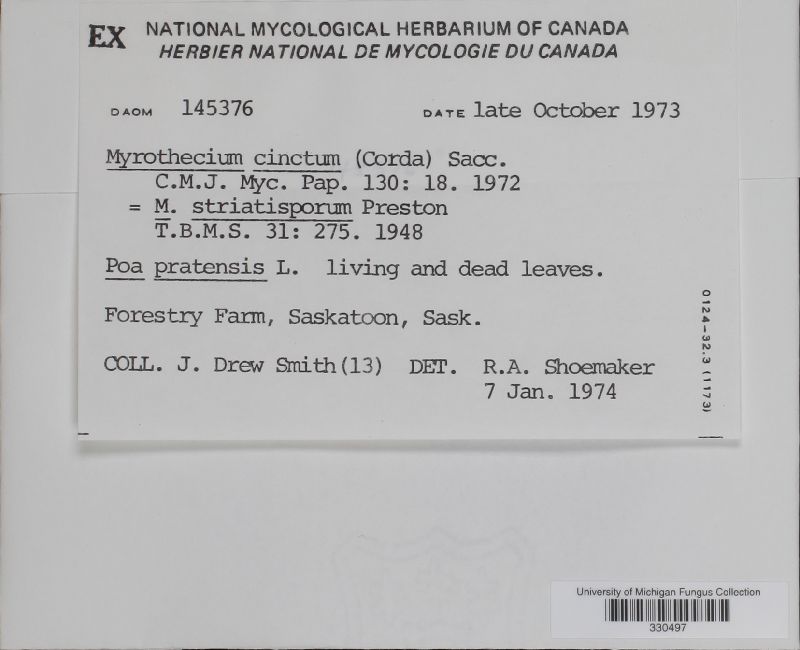 EX NATIONAL MYCOLOGICAL HERBARIUM OF CANADA
HERBIER NATIONAL DE MYCOLOGIE DU CANADA
DAOM 145376 DATE late October 1973
Myrothecium cinctum (Corda) Sacc.
C.M.J. Myc. Pap. 130: 18. 1972
= M. striatisporum Preston
T.B.M.S. 31: 275. 1948
Poa pratensis L. living and dead leaves.
Forestry Farm, Saskatoon, Sask.
COLL. J. Drew Smith (13) DET. R.A. Shoemaker
7 Jan. 1974
0124-32.3 (1173)
University of Michigan Fungus Collection
330497